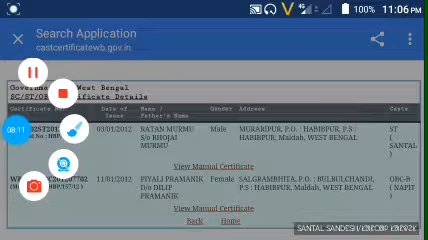 100% 11:06 PM
Search Application
castcertificatewb.gov.in
West Bengal
SC/ST/OB Certificate Details
Date of Issue Name / Father's Name Gender Address Caste
03/01/2012 RATAN MURMU S/o BHOJAI MURMU Male MURARIPUR, P.O. : HABIBPUR, P.S : HABIBPUR, Maldah, WEST BENGAL ST ( SANTAL )
08:11
View Manual Certificate
11/01/2012 PIYALI PRAMANIK D/o DILIP PRAMANIK Female SALGRAMBHITA, P.O. : BULBULCHANDI, P.S : HABIBPUR, Maldah, WEST BENGAL OBC-B ( NAPIT )
View Manual Certificate
Back Home
SANTAL SANDESH/